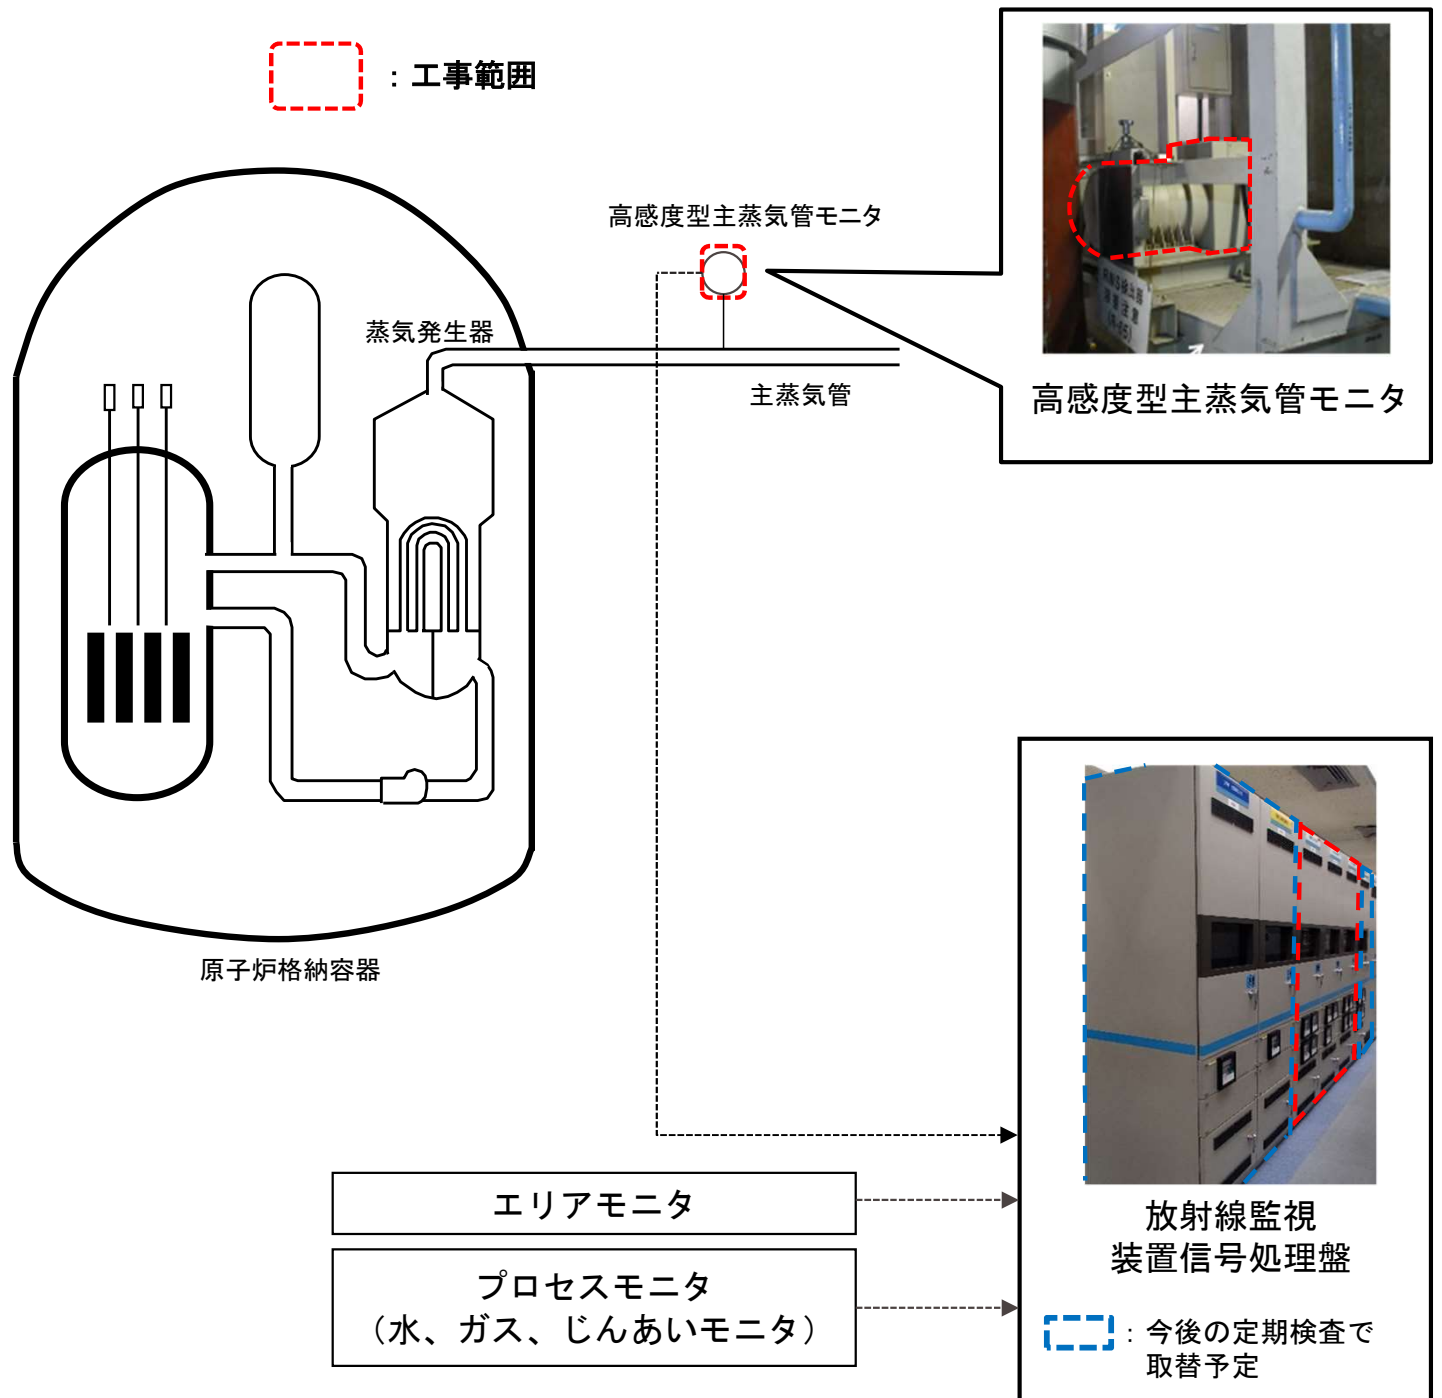 ：工事範囲
高感度型主蒸気管モニタ
蒸気発生器
主蒸気管
原子炉格納容器
高感度型主蒸気管モニタ
エリアモニタ
プロセスモニタ
（水、ガス、じんあいモニタ）
放射線監視
装置信号処理盤
：今後の定期検査で
取替予定